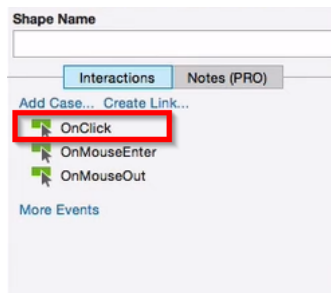 Shape Name
Interactions Notes (PRO)
Add Case... Create Link...
OnClick
OnMouseEnter
OnMouseOut
More Events